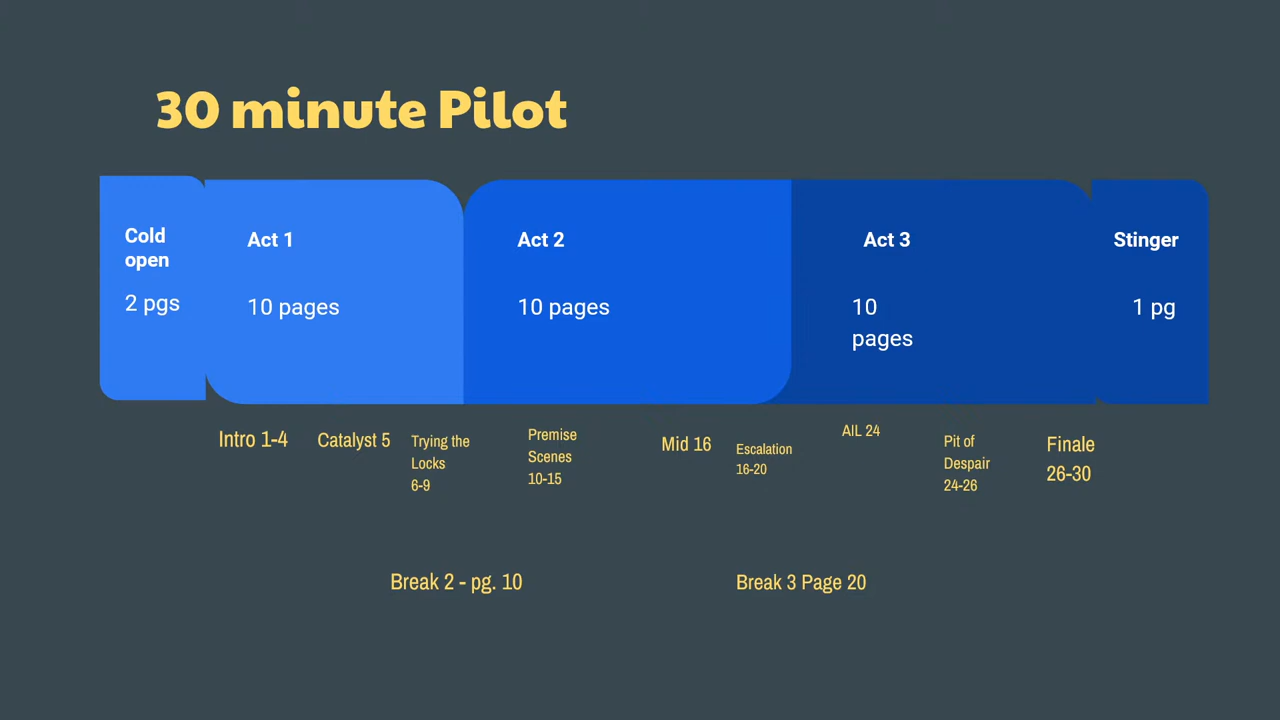 30 minute Pilot
Cold
open
2 pgs
Act 1
10 pages
Act 2
10 pages
Act 3
10
pages
Stinger
1 pg
Intro 1-4
Catalyst 5
Trying the
Locks
6-9
Premise
Scenes
10-15
Mid 16
Escalation
16-20
AIL 24
Pit of
Despair
24-26
Finale
26-30
Break 2 - pg. 10
Break 3 Page 20